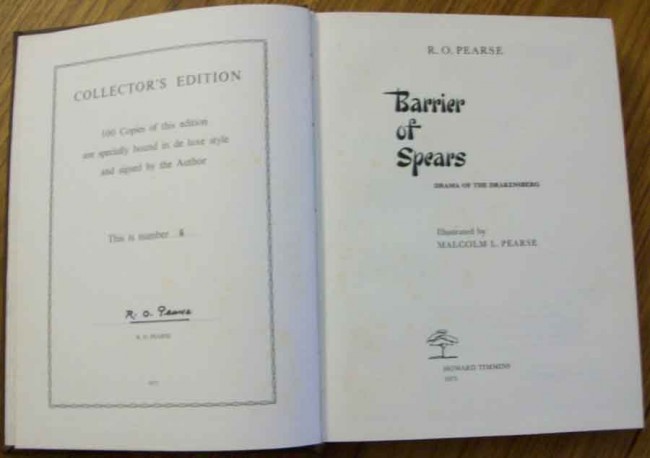 COLLECTOR'S EDITION
100 Copies of this edition
are specially bound in de luxe style
and signed by the Author
This is number
R. O. Pearse
R. O. PEARSE
R. O. PEARSE
Barrier
of
Spears
DRAMA OF THE DRAKENSBERG
Illustrated by
MALCOLM L. PEARSE
HOWARD TIMMINS